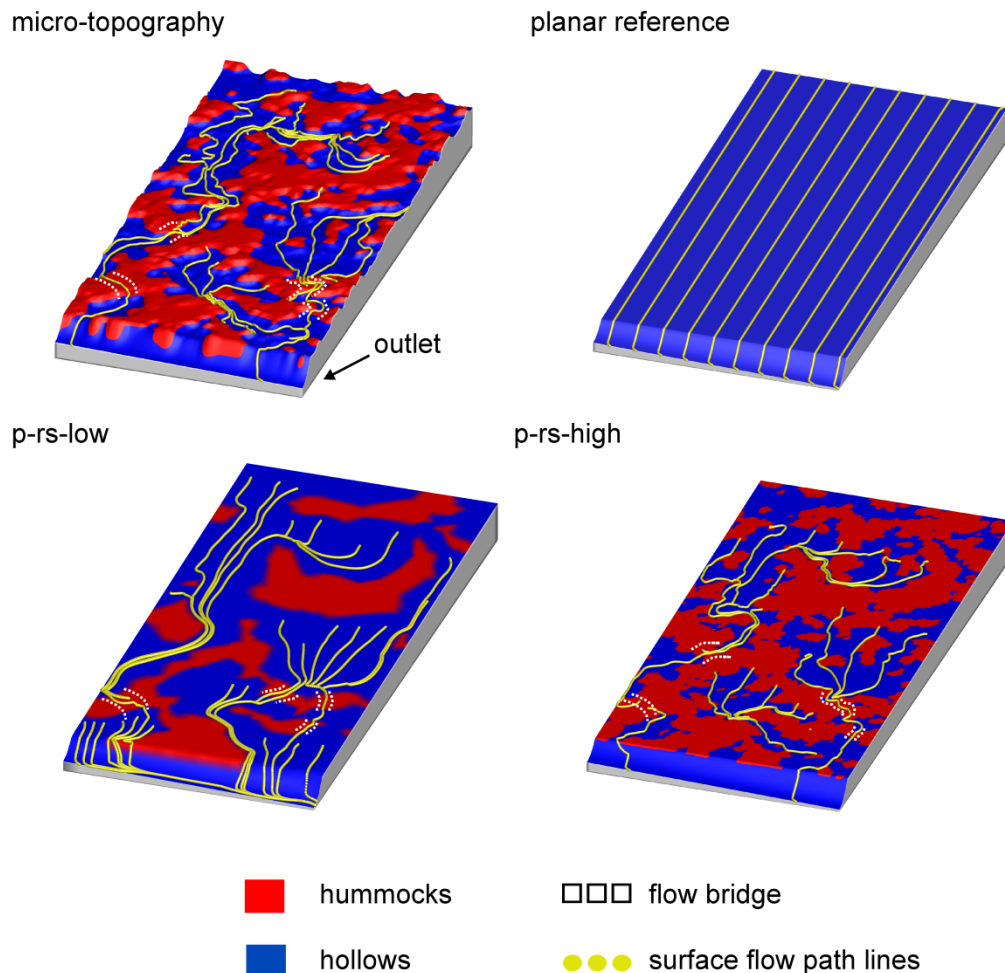 micro-topography
planar reference
outlet
p-rs-low
p-rs-high
hummocks
flow bridge
hollows
surface flow path lines